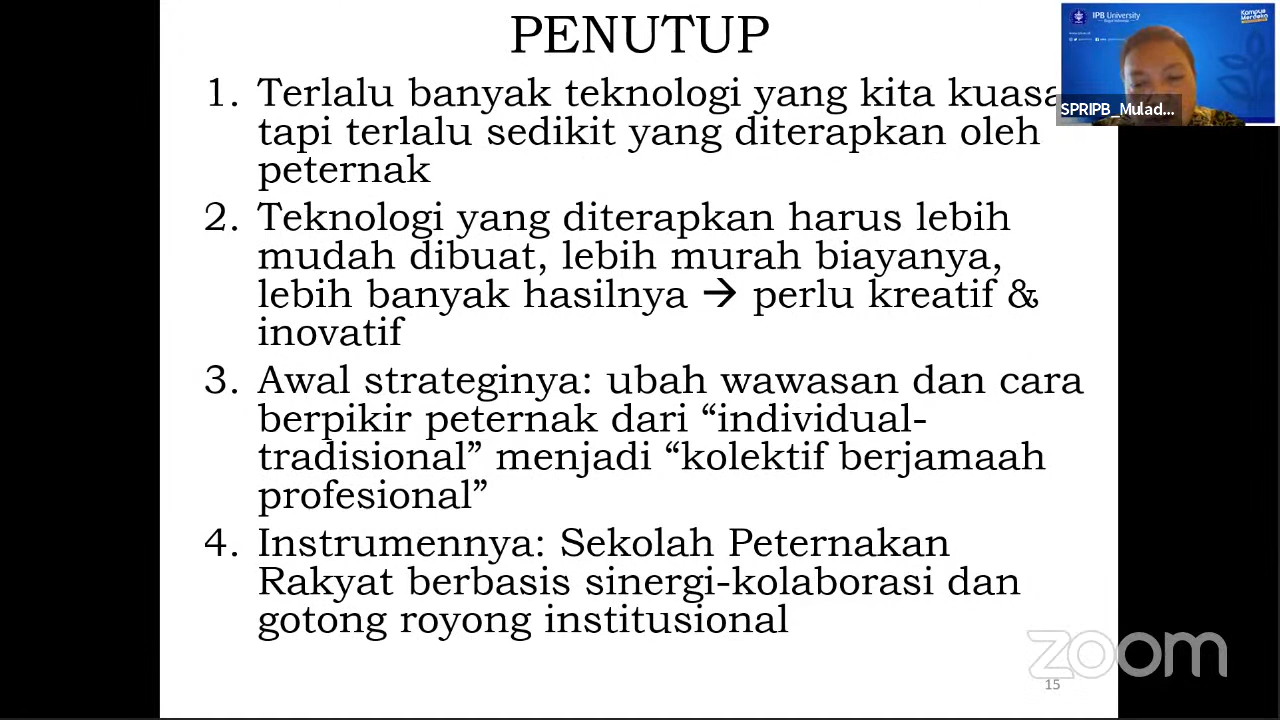 PENUTUP
1. Terlalu banyak teknologi yang kita kuasa
tapi terlalu sedikit yang diterapkan oleh
peternak
2. Teknologi yang diterapkan harus lebih
mudah dibuat, lebih murah biayanya,
lebih banyak hasilnya → perlu kreatif &
inovatif
3. Awal strateginya: ubah wawasan dan cara
berpikir peternak dari “individual-
tradisional” menjadi “kolektif berjamaah
profesional”
4. Instrumennya: Sekolah Peternakan
Rakyat berbasis sinergi-kolaborasi dan
gotong royong institusional
15
zoom
IPB University
Kampus
Merdeka
SPRIPB_Mulad...